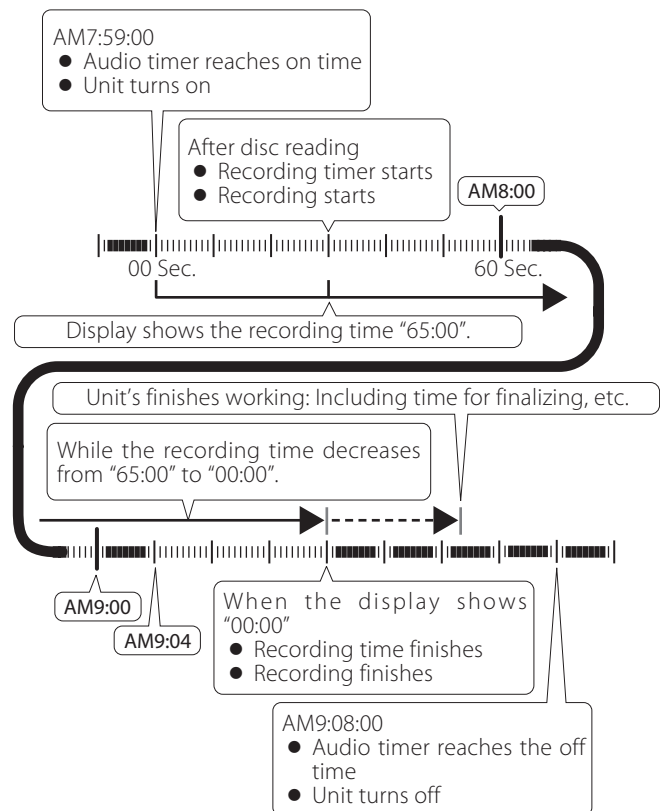 AM7:59:00
● Audio timer reaches on time
● Unit turns on
After disc reading
● Recording timer starts
● Recording starts
AM8:00
00 Sec.
60 Sec.
Display shows the recording time “65:00”.
Unit’s finishes working: Including time for finalizing, etc.
While the recording time decreases
from “65:00” to “00:00”.
AM9:00
AM9:04
When the display shows
“00:00”
● Recording time finishes
● Recording finishes
AM9:08:00
● Audio timer reaches the off
time
● Unit turns off